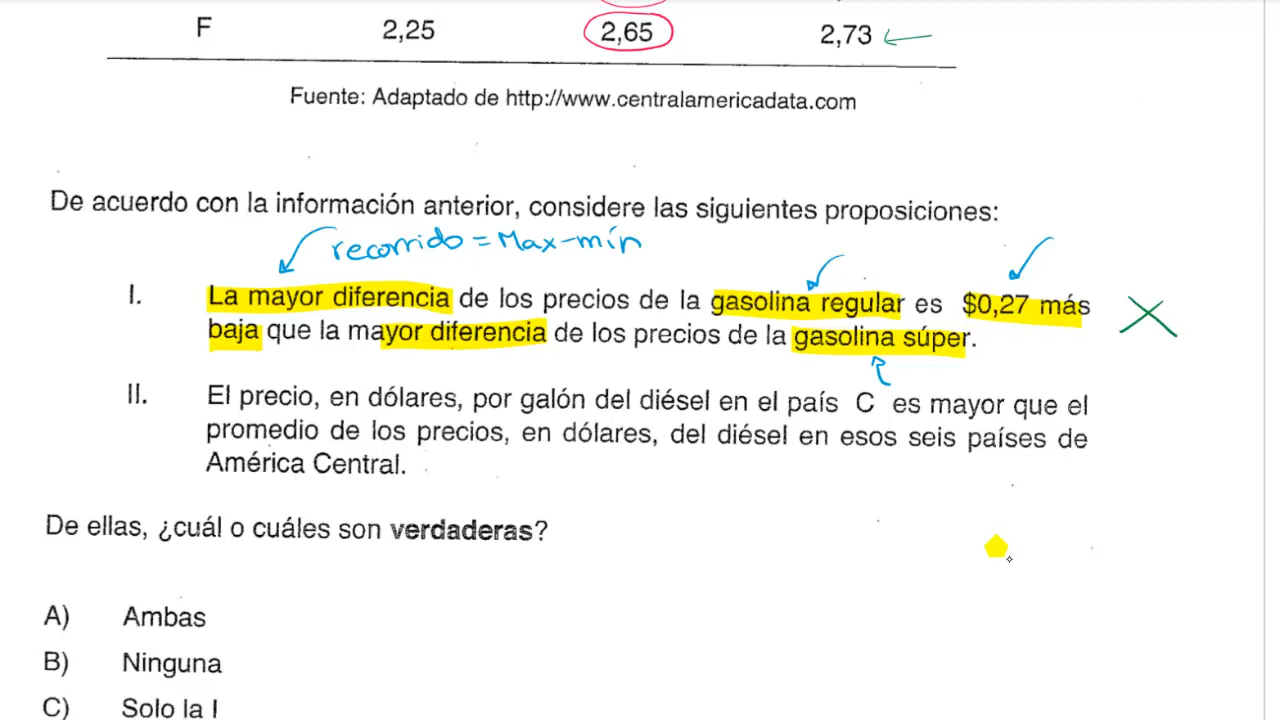 F 2,25 2,65 2,73
Fuente: Adaptado de http://www.centralamericadata.com
De acuerdo con la información anterior, considere las siguientes proposiciones:
recorrido = Max-mín
I. La mayor diferencia de los precios de la gasolina regular es $0,27 más
baja que la mayor diferencia de los precios de la gasolina súper.
II. El precio, en dólares, por galón del diésel en el país C es mayor que el
promedio de los precios, en dólares, del diésel en esos seis países de
América Central.
De ellas, ¿cuál o cuáles son verdaderas?
A) Ambas
B) Ninguna
C) Solo la I